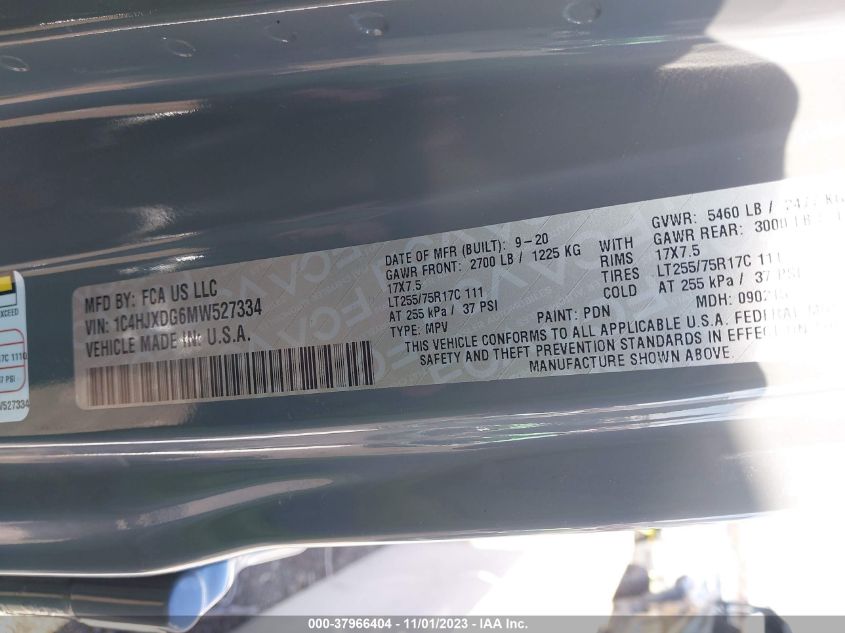 MFD BY: FCA US LLC
VIN: 1C4HJXDG6MW527334
VEHICLE MADE IN: U.S.A.
DATE OF MFR (BUILT): 9-20
GAWR FRONT: 2700 LB / 1225 KG WITH
17X7.5 RIMS
LT255/75R17C 111 TIRES
AT 255 kPa / 37 PSI COLD
TYPE: MPV PAINT: PDN
GVWR: 5460 LB /
GAWR REAR: 3000 LB
17X7.5
LT255/75R17C 111
AT 255 kPa / 37 PSI
MDH:
THIS VEHICLE CONFORMS TO ALL APPLICABLE U.S.A. FEDERAL
SAFETY AND THEFT PREVENTION STANDARDS IN EFFECT
MANUFACTURE SHOWN ABOVE.
EXCEED
000-37966404 - 11/01/2023 - © IAA Inc.